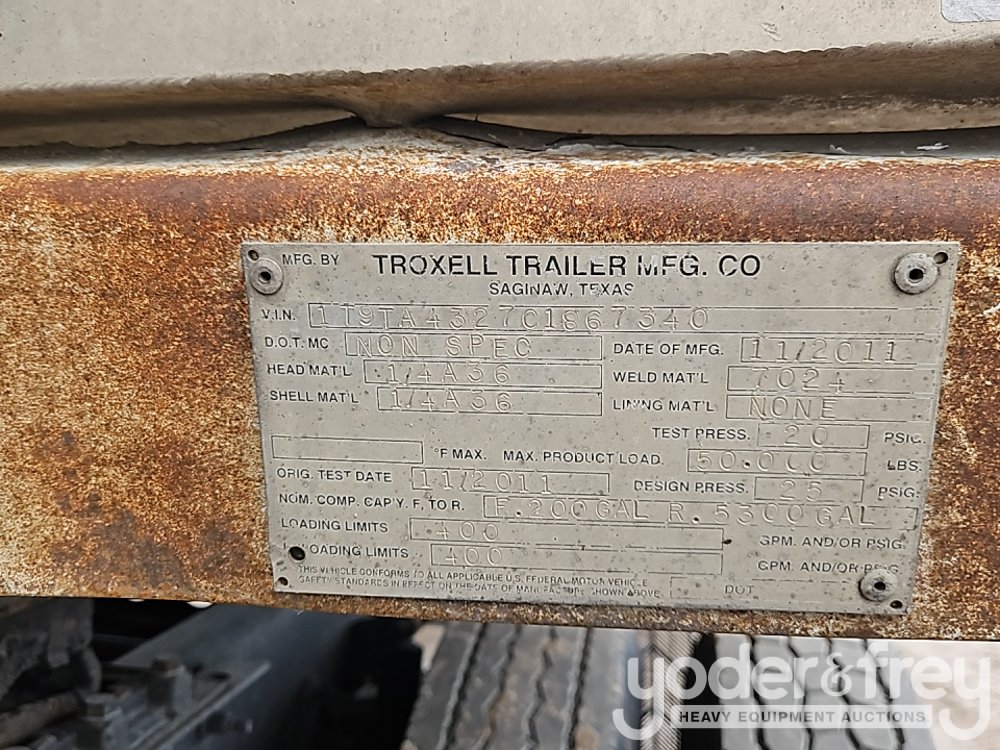 MFG. BY TROXELL TRAILER MFG. CO
SAGINAW, TEXAS
V.I.N. 1T9TA4327C1867340
D.O.T. MC NON SPEC DATE OF MFG. 11/2011
HEAD MAT'L 1/4A36 WELD MAT'L 7024
SHELL MAT'L 1/4A36 LINING MAT'L NONE
TEST PRESS. 20 PSIG.
°F MAX. MAX. PRODUCT LOAD. 50.000 LBS.
ORIG. TEST DATE 11/2011 DESIGN PRESS. 25 PSIG.
NOM. COMP. CAP'Y. F, TO R. F.200GAL R.5300GAL
LOADING LIMITS 400 GPM. AND/OR PSIG.
LOADING LIMITS 400 GPM. AND/OR PSIG.
THIS VEHICLE CONFORMS TO ALL APPLICABLE U.S. FEDERAL MOTOR VEHICLE
SAFETY STANDARDS IN EFFECT ON THE DATE OF MANUFACTURE SHOWN ABOVE DOT
yoder&frey
HEAVY EQUIPMENT AUCTIONS